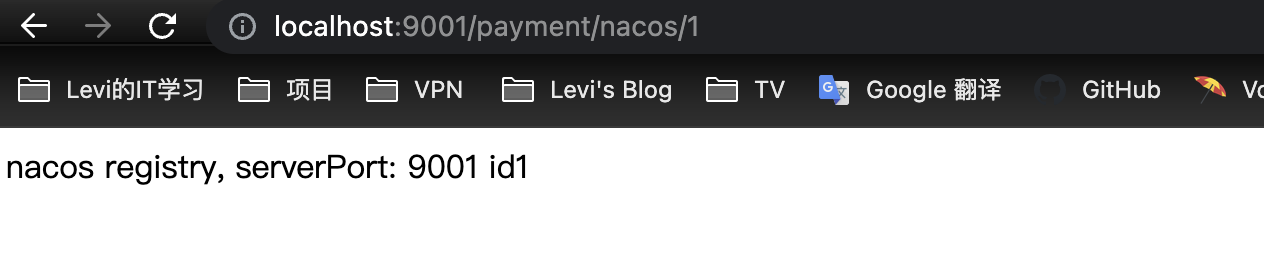 localhost:9001/payment/nacos/1
Levi的IT学习 项目 VPN Levi's Blog TV Google 翻译 GitHub
nacos registry, serverPort: 9001 id1